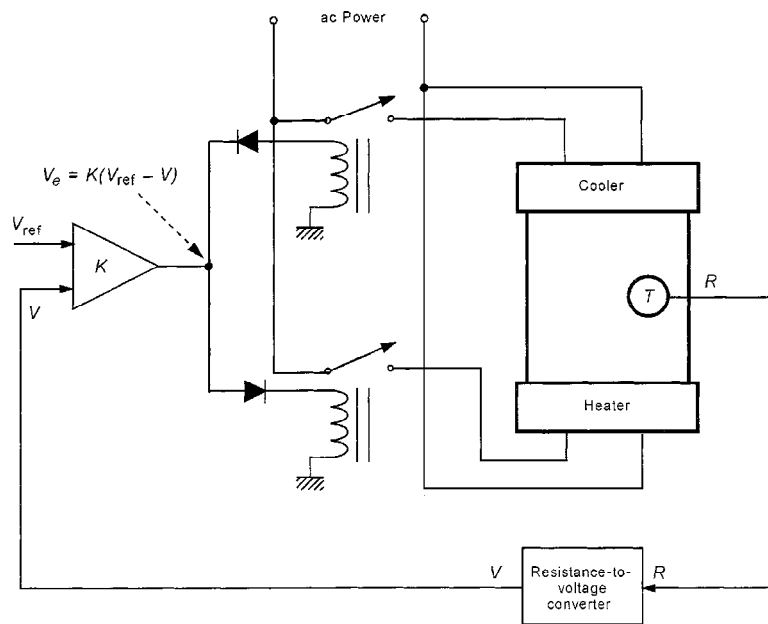 ac Power
V_e = K(V_ref – V)
Cooler
V_ref
K
T
R
V
Heater
V
Resistance-to-
voltage
converter
R